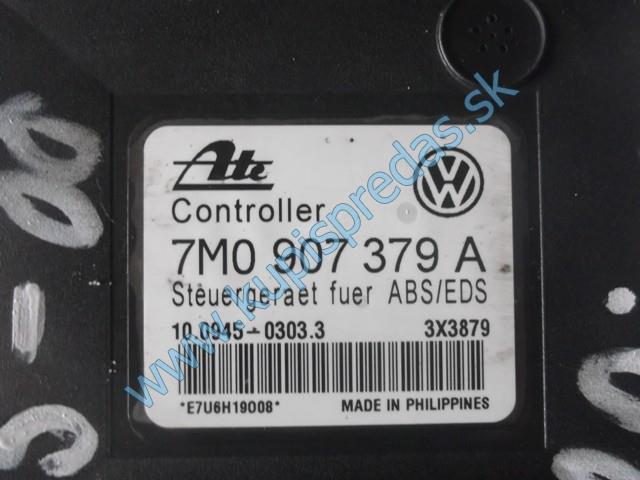 Ate
Controller
7M0 907 379 A
Steuergeraet fuer ABS/EDS
10.0945-0303.3 3X3879
*E7U6H19008* MADE IN PHILIPPINES
www.kupispredas.sk